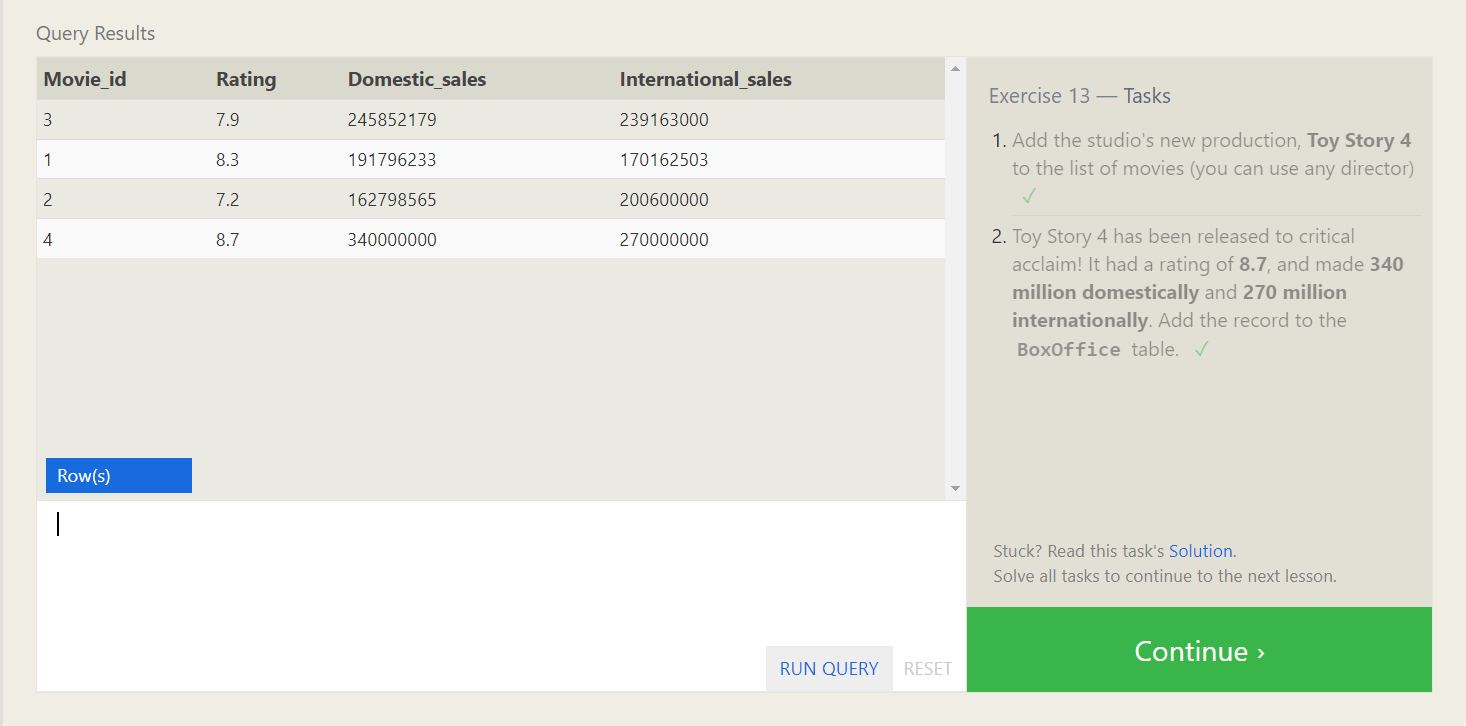 Query Results
Movie_id Rating Domestic_sales International_sales
3 7.9 245852179 239163000
1 8.3 191796233 170162503
2 7.2 162798565 200600000
4 8.7 340000000 270000000
Row(s)
RUN QUERY RESET
Exercise 13 — Tasks
1. Add the studio's new production, Toy Story 4
to the list of movies (you can use any director)
✓
2. Toy Story 4 has been released to critical
acclaim! It had a rating of 8.7, and made 340
million domestically and 270 million
internationally. Add the record to the
BoxOffice table. ✓
Stuck? Read this task's Solution.
Solve all tasks to continue to the next lesson.
Continue ›